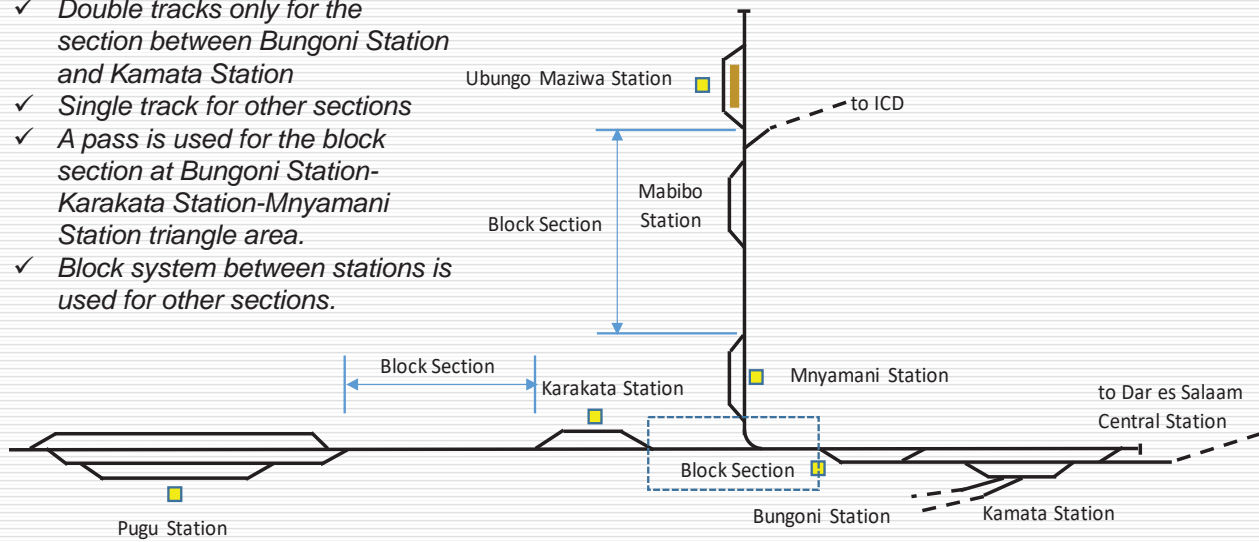 ✓ Double tracks only for the
section between Bungoni Station
and Kamata Station
✓ Single track for other sections
✓ A pass is used for the block
section at Bungoni Station-
Karakata Station-Mnyamani
Station triangle area.
✓ Block system between stations is
used for other sections.
Ubungo Maziwa Station
to ICD
Mabibo
Station
Block Section
Block Section
Karakata Station
Mnyamani Station
to Dar es Salaam
Central Station
Block Section
Bungoni Station
Kamata Station
Pugu Station